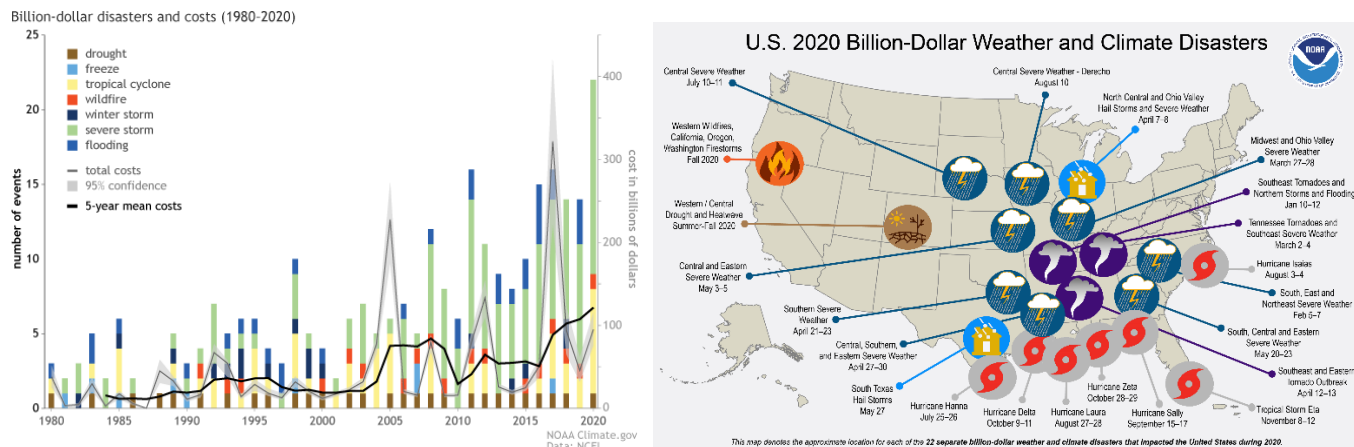 Billion-dollar disasters and costs (1980-2020)
25
20
15
10
5
0
number of events
drought
freeze
tropical cyclone
wildfire
winter storm
severe storm
flooding
total costs
95% confidence
5-year mean costs
400
300
200
100
0
cost in billions of dollars
1980
1985
1990
1995
2000
2005
2010
2015
2020
NOAA Climate.gov
Data: NCEI
U.S. 2020 Billion-Dollar Weather and Climate Disasters
NOAA
Central Severe Weather
July 10–11
Central Severe Weather - Derecho
August 10
North Central and Ohio Valley
Hail Storms and Severe Weather
April 7–8
Western Wildfires,
California, Oregon,
Washington Firestorms
Fall 2020
Midwest and Ohio Valley
Severe Weather
March 27–28
Southeast Tornadoes and
Northern Storms and Flooding
Jan 10–12
Western / Central
Drought and Heatwave
Summer-Fall 2020
Tennessee Tornadoes and
Southeast Severe Weather
March 2–4
Hurricane Isaias
August 3–4
Central and Eastern
Severe Weather
May 3–5
South, East and
Northeast Severe Weather
Feb 5–7
Southern Severe
Weather
April 21–23
South, Central and Eastern
Severe Weather
May 20–23
Central, Southern,
and Eastern Severe Weather
April 27–30
Southeast and Eastern
Tornado Outbreak
April 12–13
South Texas
Hail Storms
May 27
Hurricane Hanna
July 25–26
Hurricane Delta
October 9–11
Hurricane Laura
August 27–28
Hurricane Zeta
October 28–29
Hurricane Sally
September 15–17
Tropical Storm Eta
November 8–12
This map denotes the approximate location for each of the 22 separate billion-dollar weather and climate disasters that impacted the United States during 2020.